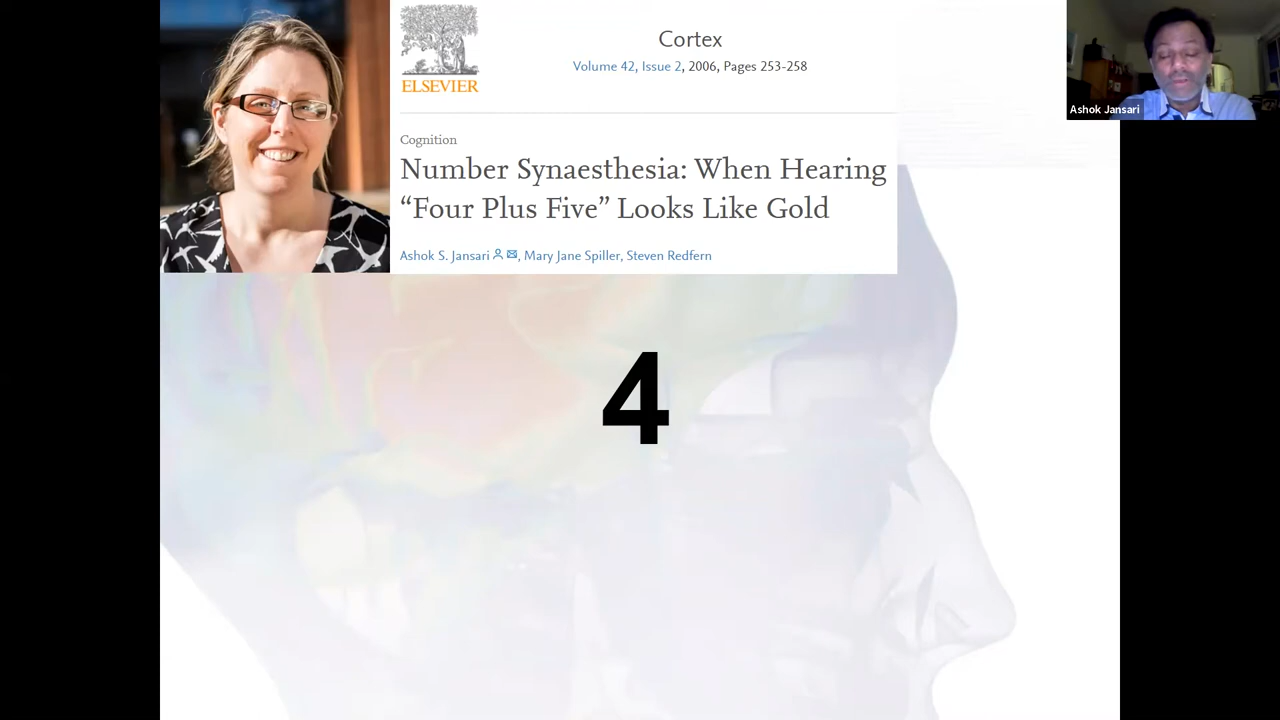 ELSEVIER
Cortex
Volume 42, Issue 2, 2006, Pages 253-258
Ashok Jansari
Cognition
Number Synaesthesia: When Hearing
“Four Plus Five” Looks Like Gold
Ashok S. Jansari, Mary Jane Spiller, Steven Redfern
4